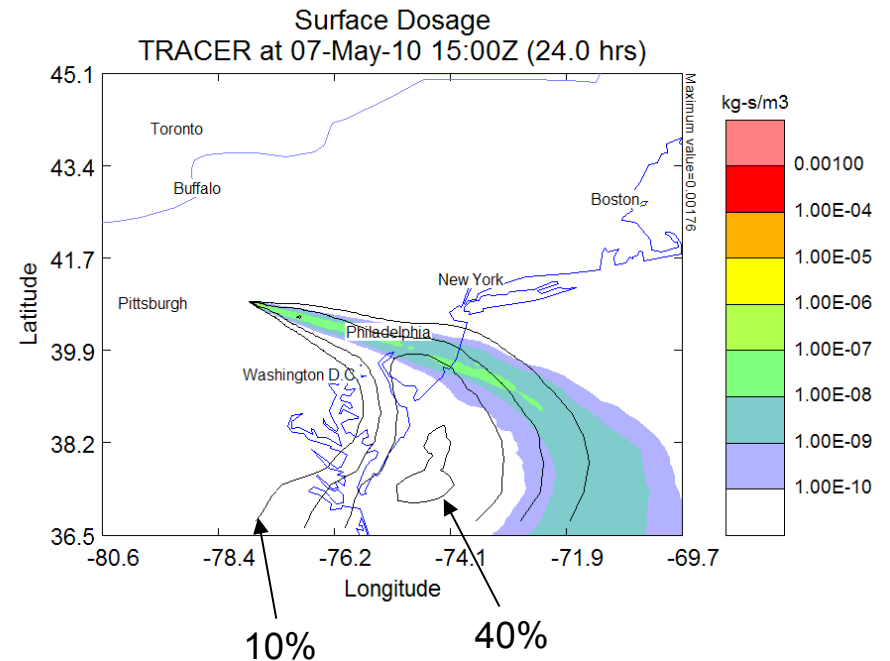 Surface Dosage
TRACER at 07-May-10 15:00Z (24.0 hrs)
45.1
43.4
41.7
39.9
38.2
36.5
Latitude
-80.6
-78.4
-76.2
-74.1
-71.9
-69.7
Longitude
Toronto
Buffalo
Boston
New York
Pittsburgh
Philadelphia
Washington D.C.
Maximum value=0.00176
kg-s/m3
0.00100
1.00E-04
1.00E-05
1.00E-06
1.00E-07
1.00E-08
1.00E-09
1.00E-10
10%
40%